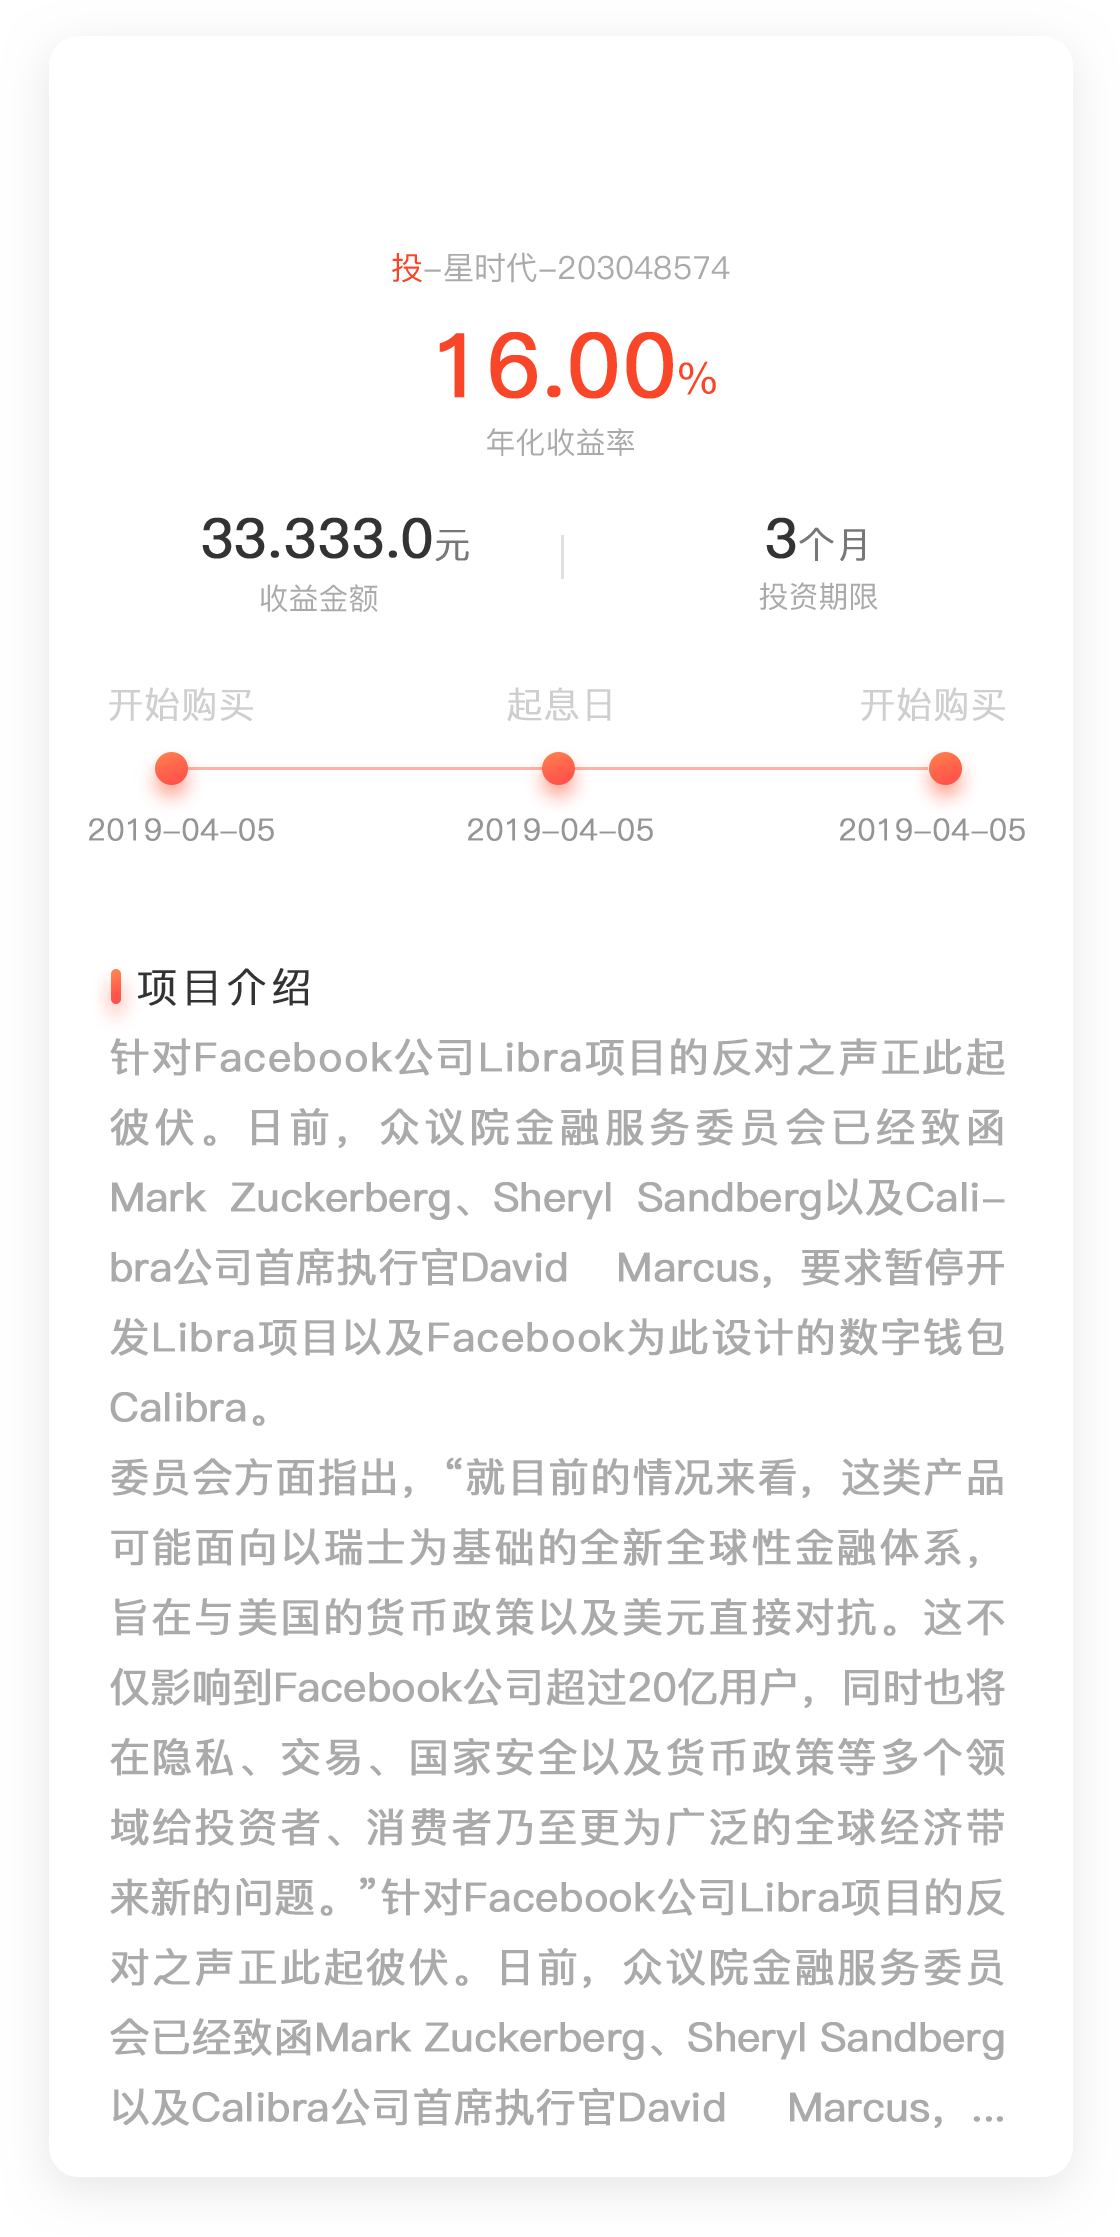 投-星时代-203048574
16.00%
年化收益率
33.333.0元
3个月
收益金额
投资期限
开始购买
起息日
开始购买
2019-04-05
2019-04-05
2019-04-05
项目介绍
针对Facebook公司Libra项目的反对之声正此起
彼伏。日前，众议院金融服务委员会已经致函
Mark Zuckerberg、Sheryl Sandberg以及Cali-
bra公司首席执行官David Marcus，要求暂停开
发Libra项目以及Facebook为此设计的数字钱包
Calibra。
委员会方面指出，“就目前的情况来看，这类产品
可能面向以瑞士为基础的全新全球性金融体系，
旨在与美国的货币政策以及美元直接对抗。这不
仅影响到Facebook公司超过20亿用户，同时也将
在隐私、交易、国家安全以及货币政策等多个领
域给投资者、消费者乃至更为广泛的全球经济带
来新的问题。”针对Facebook公司Libra项目的反
对之声正此起彼伏。日前，众议院金融服务委员
会已经致函Mark Zuckerberg、Sheryl Sandberg
以及Calibra公司首席执行官David Marcus，...